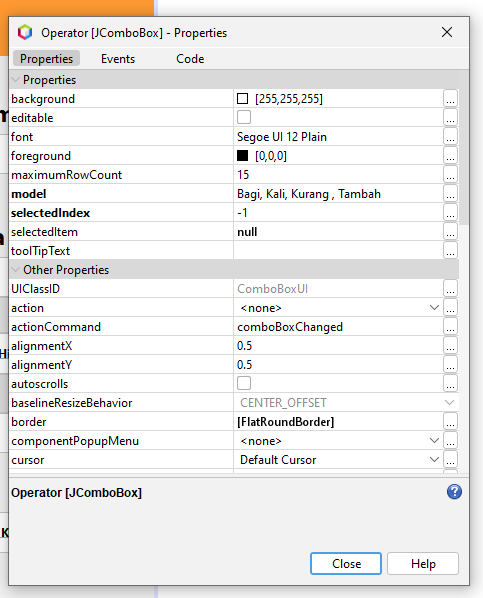 Operator [JComboBox] - Properties
Properties Events Code
Properties
background [255,255,255] ...
editable ...
font Segoe UI 12 Plain ...
foreground [0,0,0] ...
maximumRowCount 15 ...
model Bagi, Kali, Kurang , Tambah ...
selectedIndex -1 ...
selectedItem null ...
toolTipText ...
Other Properties
UIClassID ComboBoxUI ...
action <none> ...
actionCommand comboBoxChanged ...
alignmentX 0.5 ...
alignmentY 0.5 ...
autoscrolls ...
baselineResizeBehavior CENTER_OFFSET
border [FlatRoundBorder] ...
componentPopupMenu <none> ...
cursor Default Cursor ...
Operator [JComboBox]
?
Close Help